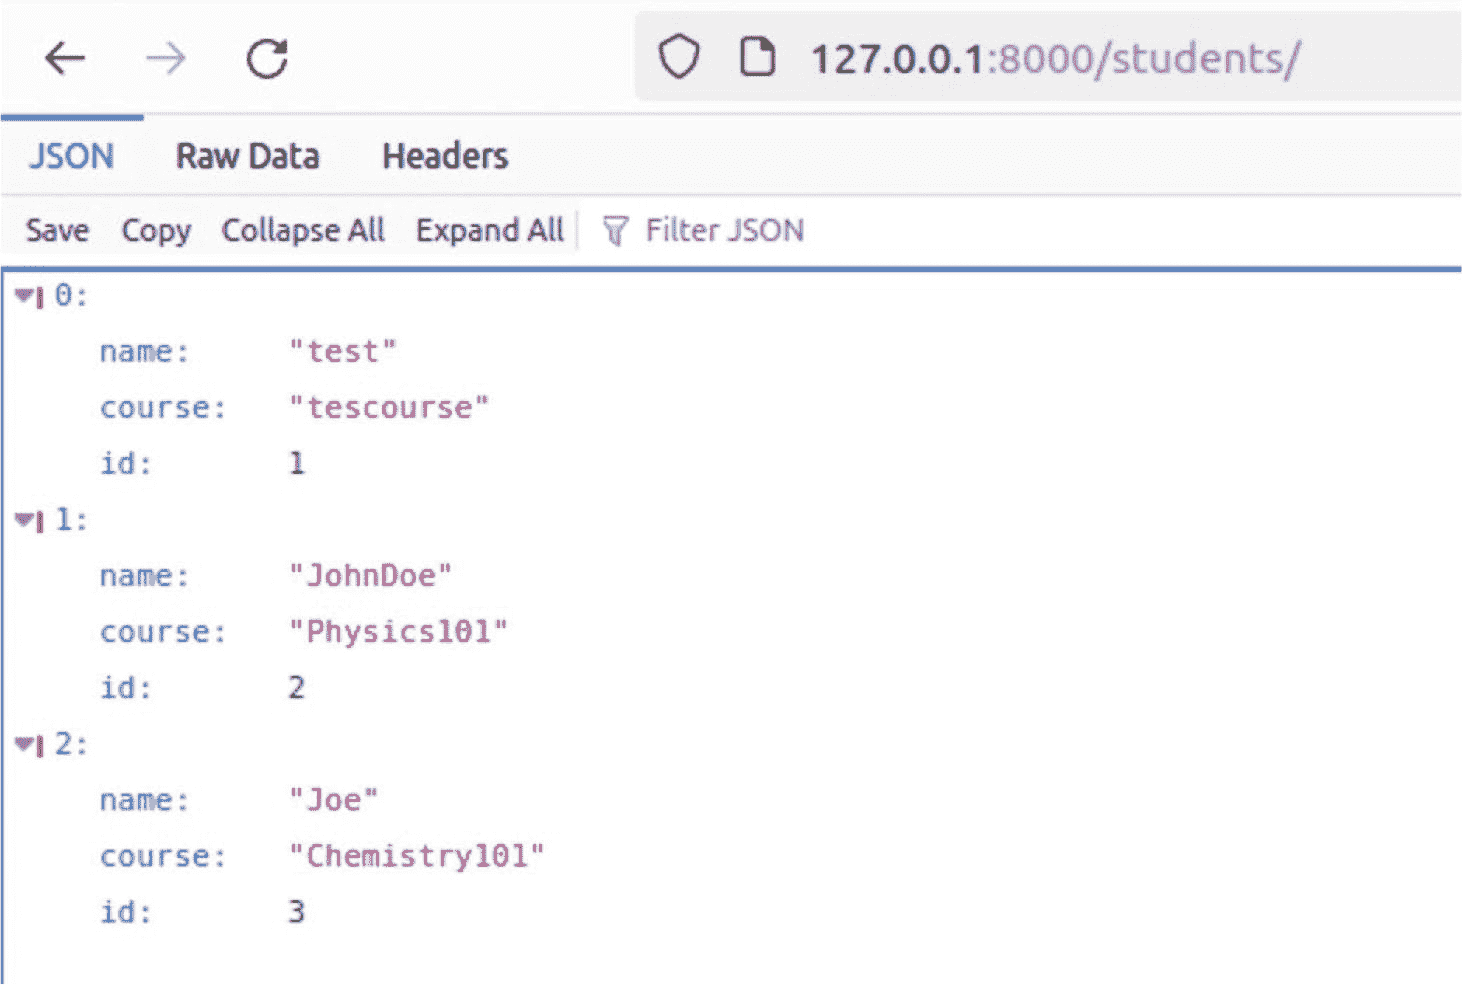 127.0.0.1:8000/students/
JSON Raw Data Headers
Save Copy Collapse All Expand All Filter JSON
0:
name: "test"
course: "tescourse"
id: 1
1:
name: "JohnDoe"
course: "Physics101"
id: 2
2:
name: "Joe"
course: "Chemistry101"
id: 3